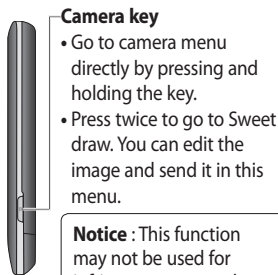 Camera key
• Go to camera menu
directly by pressing and
holding the key.
• Press twice to go to Sweet
draw. You can edit the
image and send it in this
menu.
Notice : This function
may not be used for